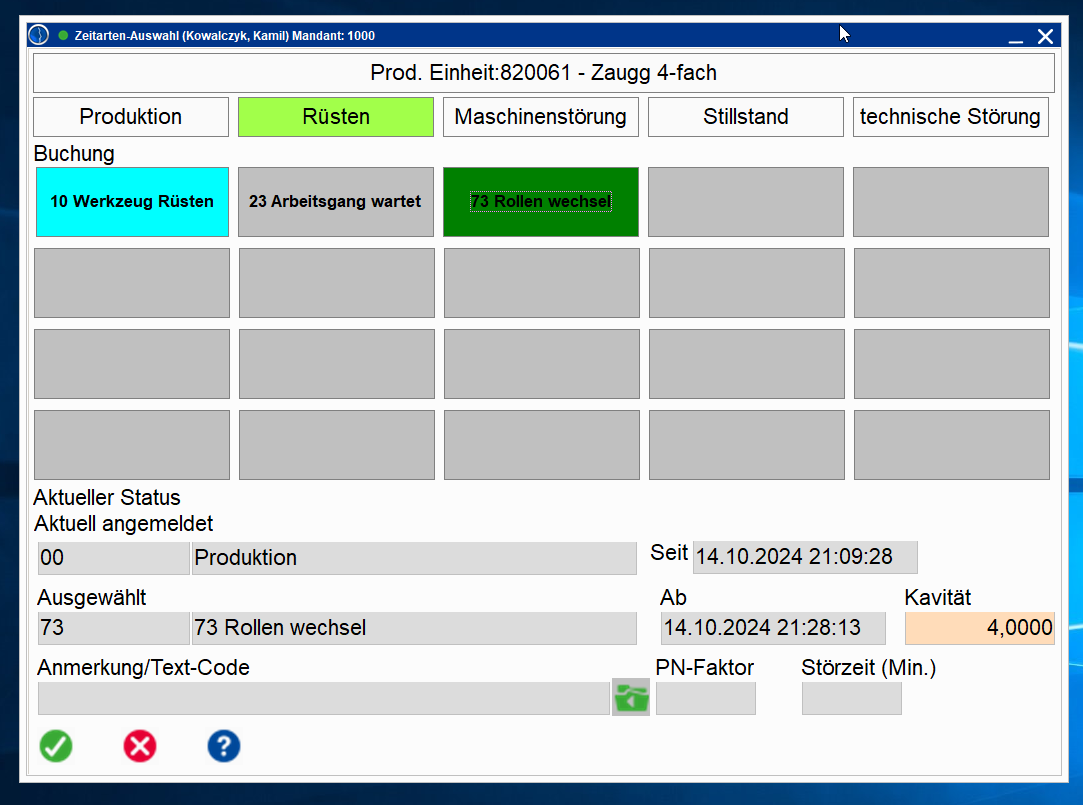 Zeitarten-Auswahl (Kowalczyk, Kamil) Mandant: 1000
Prod. Einheit:820061 - Zaugg 4-fach
Produktion Rüsten Maschinenstörung Stillstand technische Störung
Buchung
10 Werkzeug Rüsten 23 Arbeitsgang wartet 73 Rollen wechsel
Aktueller Status
Aktuell angemeldet
00 Produktion Seit 14.10.2024 21:09:28
Ausgewählt Ab Kavität
73 73 Rollen wechsel 14.10.2024 21:28:13 4,0000
Anmerkung/Text-Code PN-Faktor Störzeit (Min.)
?